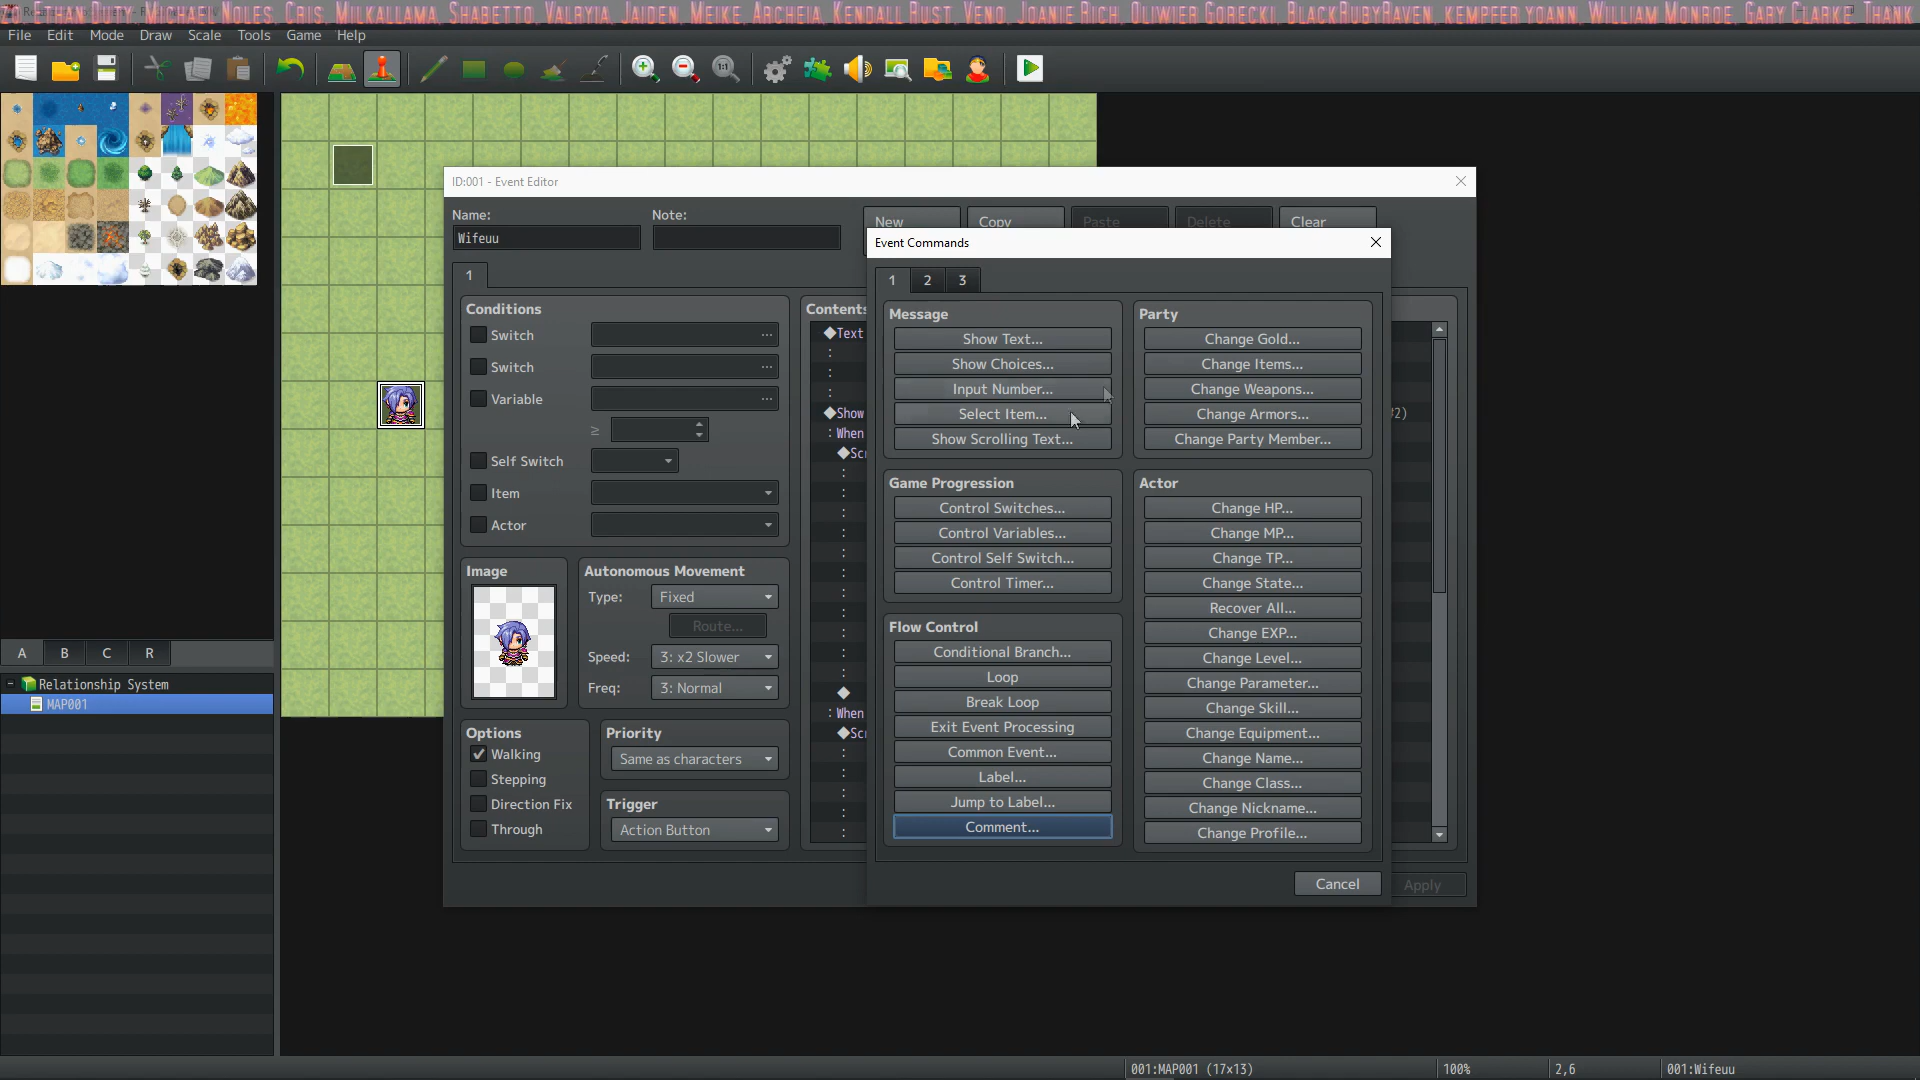 MICHAEL NOLES, CRIS, MILKALLAMA, SHABETTO, VALRYIA, JAIDEN, MEIKE, ARCHEIA, KENDALL RUST, VENO, JOANIE RICH, OLIWIER GORECKI, BLACKRUBYRAVEN, KEMPFER YOANN, WILLIAM MONROE, GARY CLARKE, THANK
File Edit Mode Draw Scale Tools Game Help
1:1
ID:001 - Event Editor
Name:
Note:
Wifeuu
New
Copy
Paste
Delete
Clear
1
Conditions
Switch
...
Switch
...
Variable
...
≥
Self Switch
Item
Actor
Image
Autonomous Movement
Type:
Fixed
Route...
Speed:
3: x2 Slower
Freq:
3: Normal
Options
Walking
Stepping
Direction Fix
Through
Priority
Same as characters
Trigger
Action Button
Contents
◆Text
:
:
:
◆Show
: When
◆Scr
:
:
:
:
:
:
:
:
:
:
:
◆
: When
◆Scr
:
:
:
:
#2)
Event Commands
1 2 3
Message
Show Text...
Show Choices...
Input Number...
Select Item...
Show Scrolling Text...
Game Progression
Control Switches...
Control Variables...
Control Self Switch...
Control Timer...
Flow Control
Conditional Branch...
Loop
Break Loop
Exit Event Processing
Common Event...
Label...
Jump to Label...
Comment...
Party
Change Gold...
Change Items...
Change Weapons...
Change Armors...
Change Party Member...
Actor
Change HP...
Change MP...
Change TP...
Change State...
Recover All...
Change EXP...
Change Level...
Change Parameter...
Change Skill...
Change Equipment...
Change Name...
Change Class...
Change Nickname...
Change Profile...
Cancel
Apply
A B C R
Relationship System
MAP001
001:MAP001 (17x13)
100%
2,6
001:Wifeuu